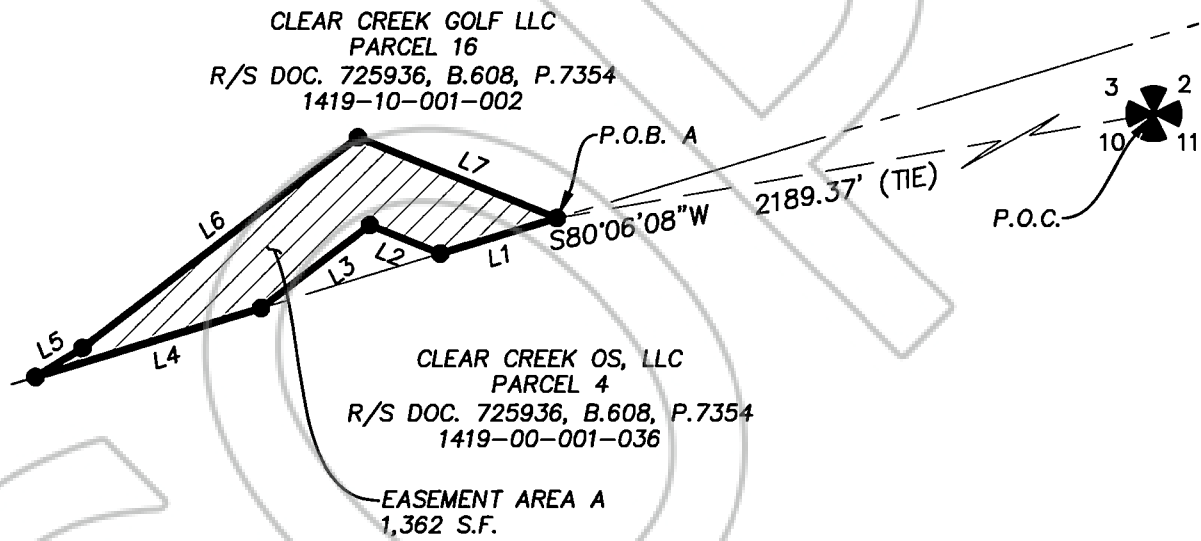 CLEAR CREEK GOLF LLC
PARCEL 16
R/S DOC. 725936, B.608, P.7354
1419-10-001-002
3 2
10 11
P.O.B. A
L7
2189.37' (TIE)
S80°06'08"W
P.O.C.
L6
L2
L1
L3
L5
L4
CLEAR CREEK OS, LLC
PARCEL 4
R/S DOC. 725936, B.608, P.7354
1419-00-001-036
EASEMENT AREA A
1,362 S.F.